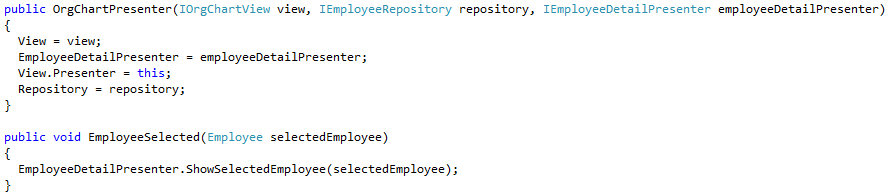 public OrgChartPresenter(IOrgChartView view, IEmployeeRepository repository, IEmployeeDetailPresenter employeeDetailPresenter)
{
  View = view;
  EmployeeDetailPresenter = employeeDetailPresenter;
  View.Presenter = this;
  Repository = repository;
}

public void EmployeeSelected(Employee selectedEmployee)
{
  EmployeeDetailPresenter.ShowSelectedEmployee(selectedEmployee);
}